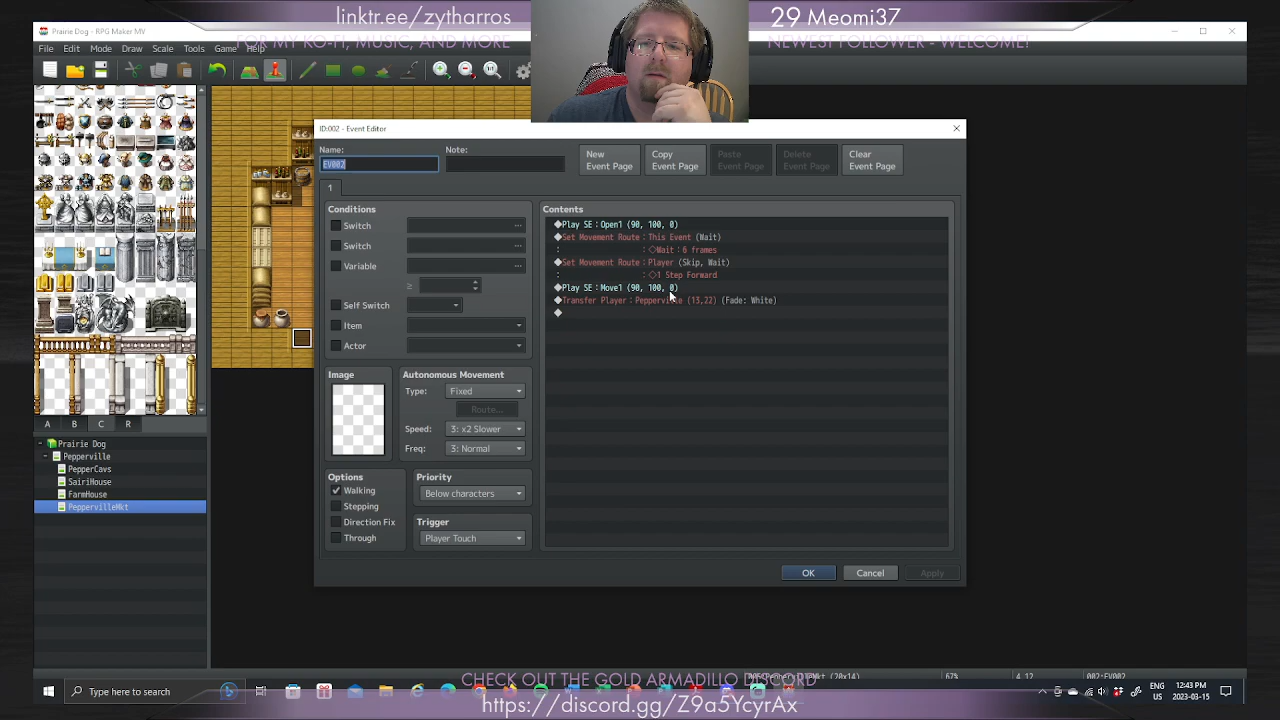 linktr.ee/zytharros
29 Meomi37
FOR MY KO-FI, MUSIC, AND MORE
NEWEST FOLLOWER - WELCOME!
Prairie Dog - RPG Maker MV
File Edit Mode Draw Scale Tools Game Help
ID:002 - Event Editor
Name: Note:
EV002
New Event Page
Copy Event Page
Paste Event Page
Delete Event Page
Clear Event Page
1
Conditions
Switch
Switch
Variable
≥
Self Switch
Item
Actor
Image
Autonomous Movement
Type: Fixed
Route...
Speed: 3: x2 Slower
Freq: 3: Normal
Options
Walking
Stepping
Direction Fix
Through
Priority
Below characters
Trigger
Player Touch
Contents
◆Play SE : Open1 (90, 100, 0)
◆Set Movement Route : This Event (Wait)
: : ◇Wait : 6 frames
◆Set Movement Route : Player (Skip, Wait)
: : ◇1 Step Forward
◆Play SE : Move1 (90, 100, 0)
◆Transfer Player : Pepperville (13,22) (Fade: White)
◆
OK Cancel Apply
A B C R
Prairie Dog
Pepperville
PepperCavs
SairiHouse
FarmHouse
PeppervilleMkt
67% 4,12 002:EV002
CHECK OUT THE GOLD ARMADILLO DISCORD
https://discord.gg/Z9a5YcyrAx
Type here to search
ENG
US
12:43 PM
2023-03-15